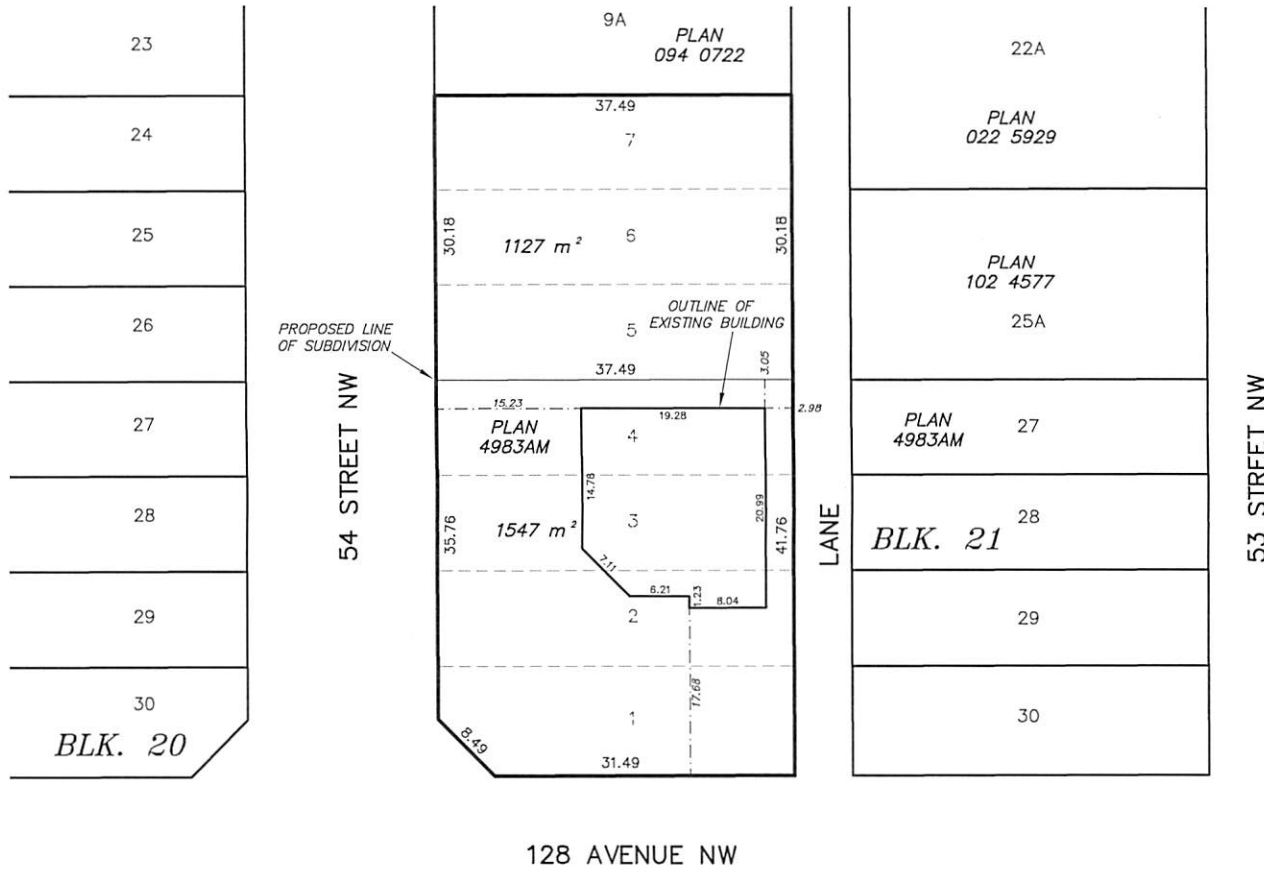 23
24
25
26
27
28
29
30
BLK. 20
PROPOSED LINE
OF SUBDIVISION
54 STREET NW
9A
PLAN
094 0722
37.49
7
30.18
1127 m²
6
30.18
OUTLINE OF
EXISTING BUILDING
5
37.49
3.05
15.23
19.28
2.98
PLAN
4983AM
4
14.78
20.99
35.76
1547 m²
3
41.76
7.11
6.21
1.23
8.04
2
17.68
1
8.49
31.49
LANE
22A
PLAN
022 5929
PLAN
102 4577
25A
PLAN
4983AM
27
BLK. 21
28
29
30
53 STREET NW
128 AVENUE NW